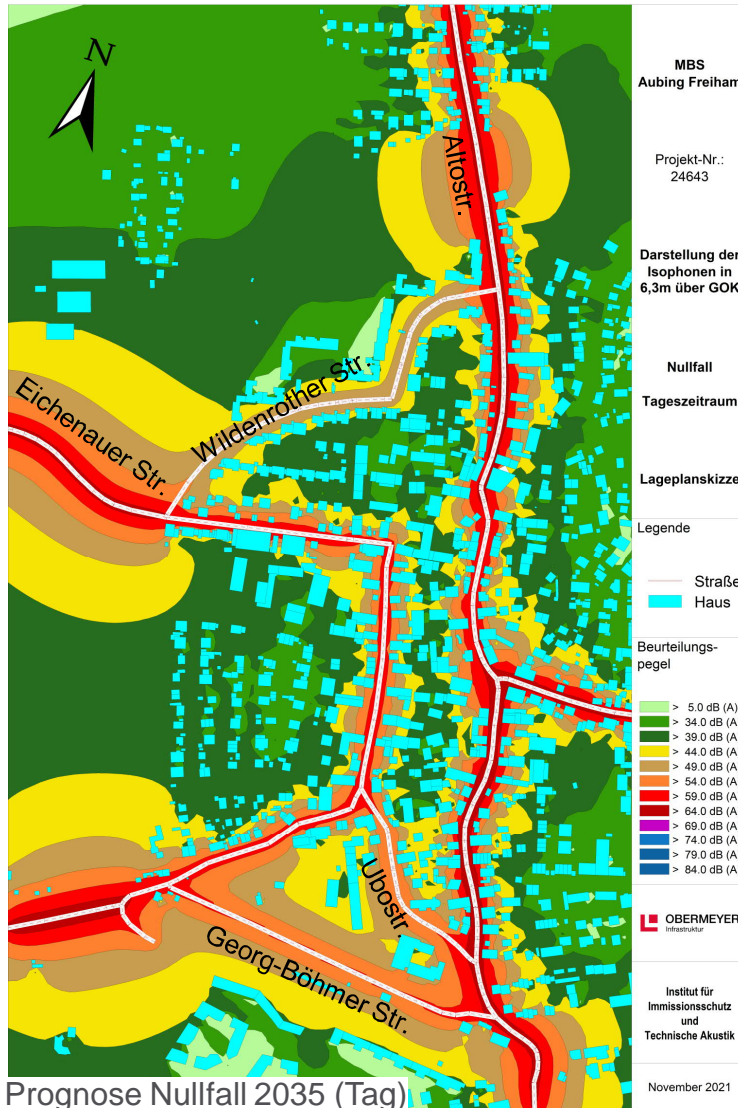 N
Altostr.
Wildenrother Str.
Eichenauer Str.
Ubostr.
Georg-Böhmer Str.
Prognose Nullfall 2035 (Tag)
MBS
Aubing Freiham
Projekt-Nr.:
24643
Darstellung der
Isophonen in
6,3m über GOK
Nullfall
Tageszeitraum
Lageplanskizze
Legende
Straße
Haus
Beurteilungs-
pegel
> 5.0 dB (A)
> 34.0 dB (A)
> 39.0 dB (A)
> 44.0 dB (A)
> 49.0 dB (A)
> 54.0 dB (A)
> 59.0 dB (A)
> 64.0 dB (A)
> 69.0 dB (A)
> 74.0 dB (A)
> 79.0 dB (A)
> 84.0 dB (A)
OBERMEYER
Infrastruktur
Institut für
Immissionsschutz
und
Technische Akustik
November 2021